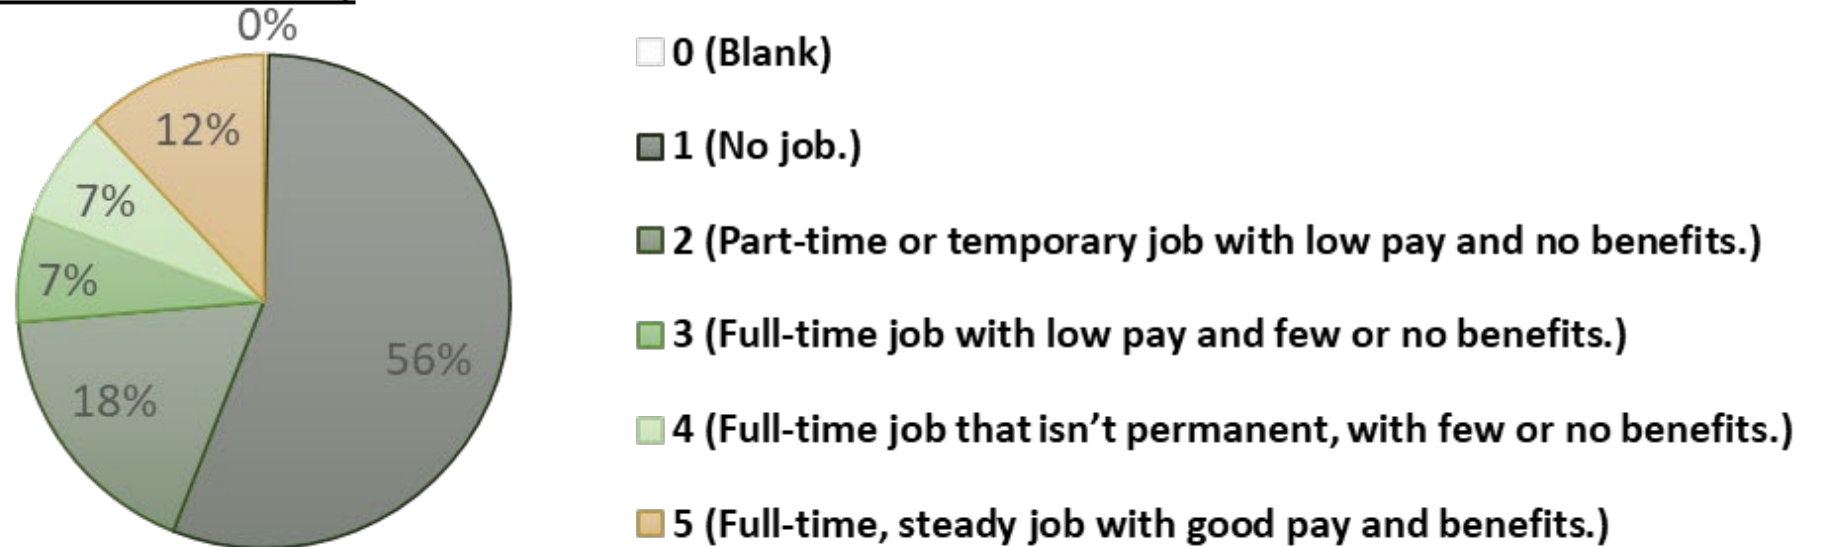 0%
12%
7%
7%
56%
18%
0 (Blank)
1 (No job.)
2 (Part-time or temporary job with low pay and no benefits.)
3 (Full-time job with low pay and few or no benefits.)
4 (Full-time job that isn’t permanent, with few or no benefits.)
5 (Full-time, steady job with good pay and benefits.)